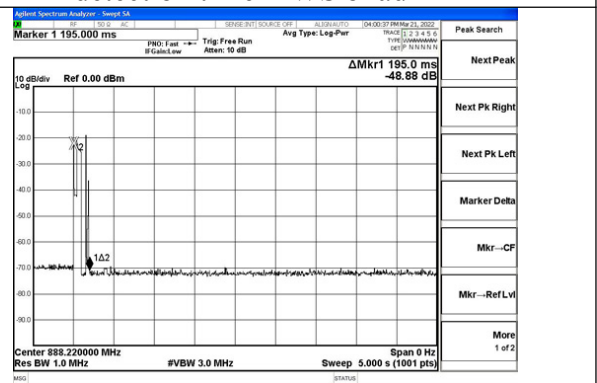 Agilent Spectrum Analyzer - Swept SA
RF 50 Ω AC SENSE:INT SOURCE OFF ALIGNAUTO 04:00:37 PM Mar 21, 2022
Marker 1 195.000 ms Avg Type: Log-Pwr TRACE 1 2 3 4 5 6
PNO: Fast Trig: Free Run TYPE
IFGain:Low Atten: 10 dB DET P N N N N N
Peak Search
ΔMkr1 195.0 ms
-48.88 dB
10 dB/div Ref 0.00 dBm
Log
-10.0
-20.0
-30.0
-40.0
-50.0
-60.0
-70.0
-80.0
-90.0
2
1Δ2
Center 888.220000 MHz Span 0 Hz
Res BW 1.0 MHz #VBW 3.0 MHz Sweep 5.000 s (1001 pts)
MSG STATUS
Next Peak
Next Pk Right
Next Pk Left
Marker Delta
Mkr→CF
Mkr→Ref Lvl
More
1 of 2